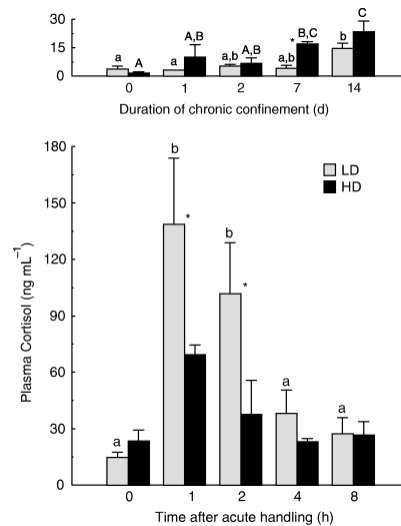 30
15
0
a
A
a
A,B
a,b
A,B
a,b
*
B,C
b
C
0 1 2 7 14
Duration of chronic confinement (d)
180
150
120
90
60
30
0
Plasma Cortisol (ng mL−1)
LD
HD
a
b
*
b
*
a
a
0 1 2 4 8
Time after acute handling (h)